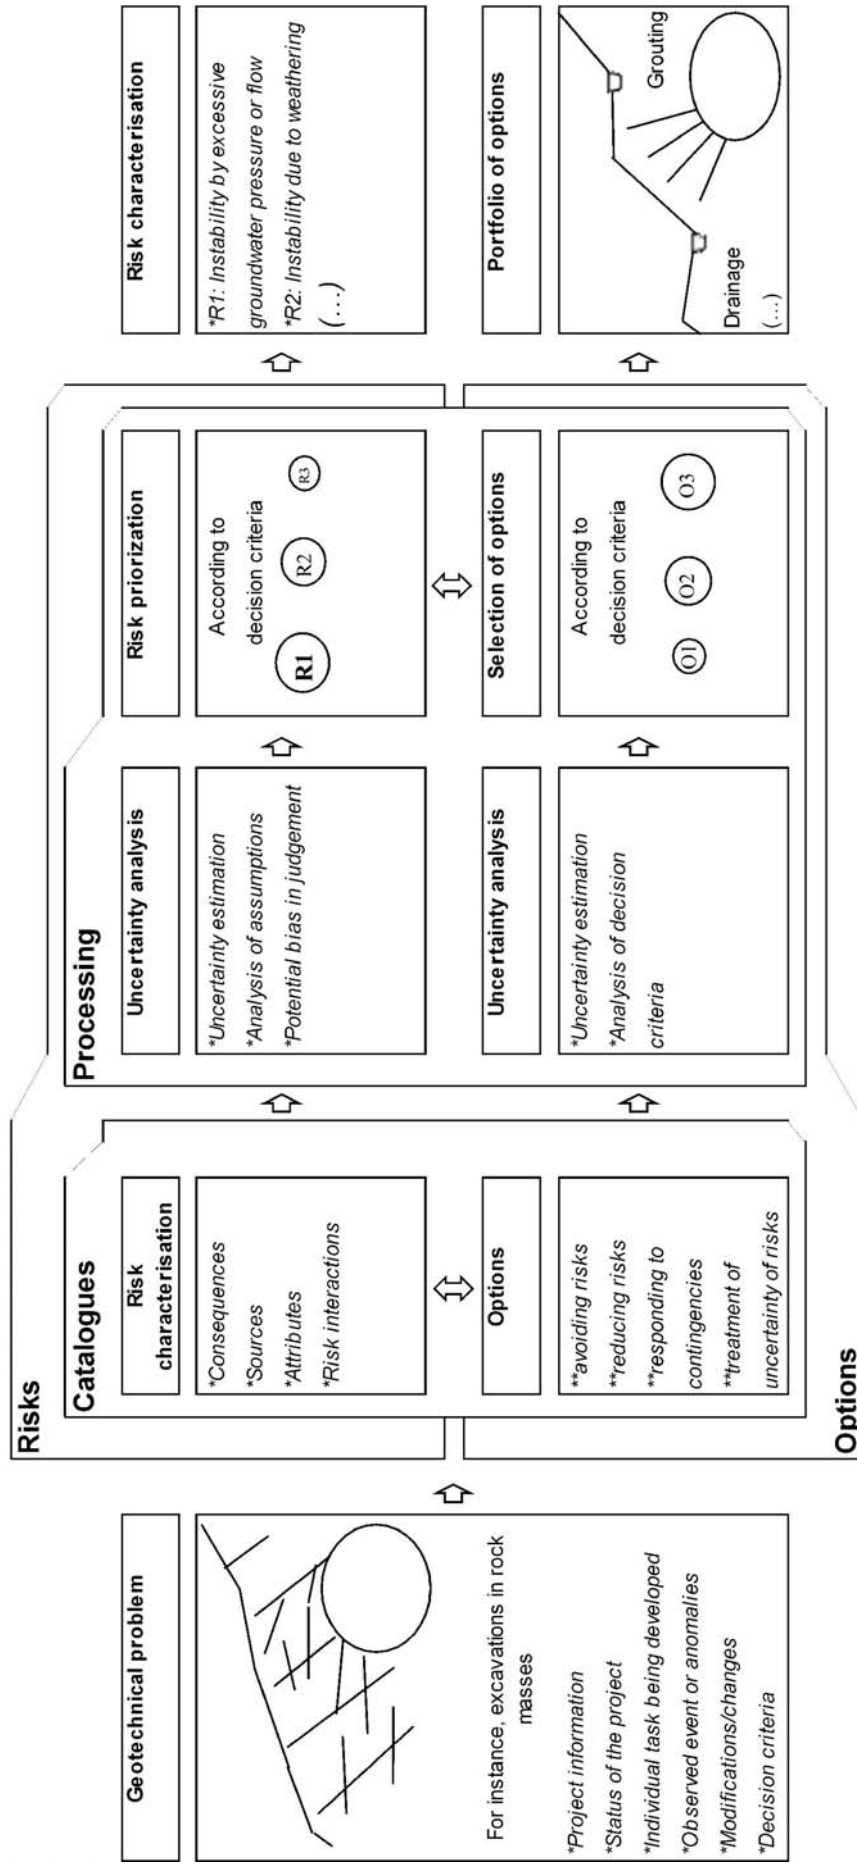 Geotechnical problem
For instance, excavations in rock
masses
*Project information
*Status of the project
*Individual task being developed
*Observed event or anomalies
*Modifications/changes
*Decision criteria
Risks
Catalogues
Risk
characterisation
*Consequences
*Sources
*Attributes
*Risk interactions
Options
**avoiding risks
**reducing risks
**responding to
contingencies
**treatment of
uncertainty of risks
Options
Processing
Uncertainty analysis
*Uncertainty estimation
*Analysis of assumptions
*Potential bias in judgement
Uncertainty analysis
*Uncertainty estimation
*Analysis of decision
criteria
Risk priorization
According to
decision criteria
R1 R2 R3
Selection of options
According to
decision criteria
O1 O2 O3
Risk characterisation
*R1: Instability by excessive
groundwater pressure or flow
*R2: Instability due to weathering
(...)
Portfolio of options
Grouting
Drainage
(...)